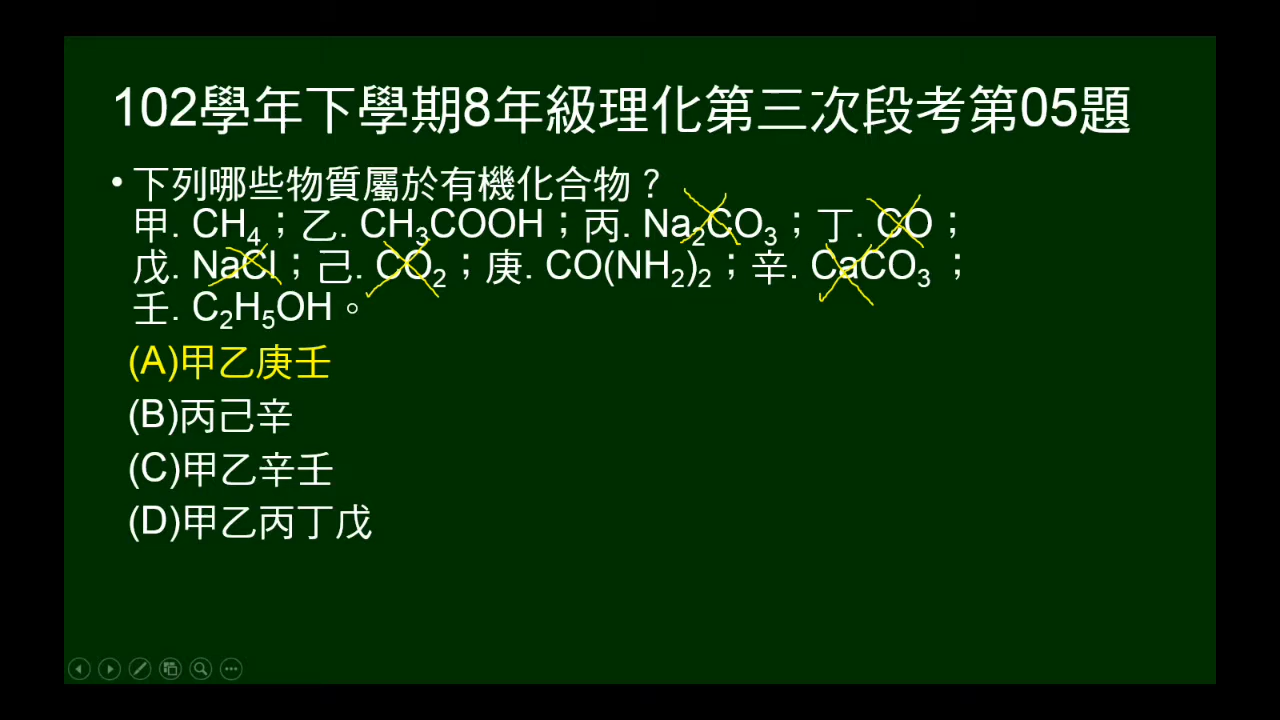 102學年下學期8年級理化第三次段考第05題
• 下列哪些物質屬於有機化合物？
甲. CH₄；乙. CH₃COOH；丙. Na₂CO₃；丁. CO；
戊. NaCl；己. CO₂；庚. CO(NH₂)₂；辛. CaCO₃；
壬. C₂H₅OH。
(A)甲乙庚壬
(B)丙己辛
(C)甲乙辛壬
(D)甲乙丙丁戊